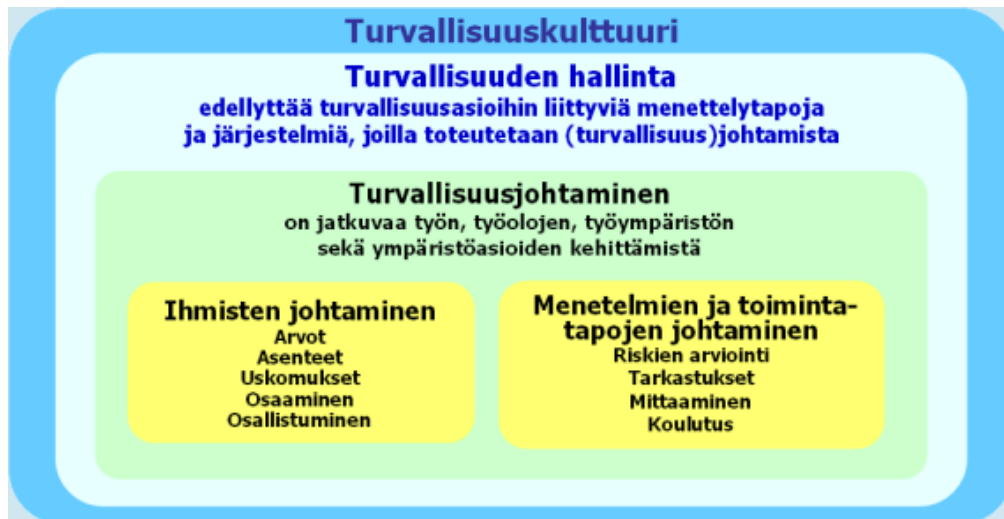 Turvallisuuskulttuuri
Turvallisuuden hallinta
edellyttää turvallisuusasioihin liittyviä menettelytapoja
ja järjestelmiä, joilla toteutetaan (turvallisuus)johtamista
Turvallisuusjohtaminen
on jatkuvaa työn, työolojen, työympäristön
sekä ympäristöasioiden kehittämistä
Ihmisten johtaminen
Arvot
Asenteet
Uskomukset
Osaaminen
Osallistuminen
Menetelmien ja toiminta-
tapojen johtaminen
Riskien arviointi
Tarkastukset
Mittaaminen
Koulutus